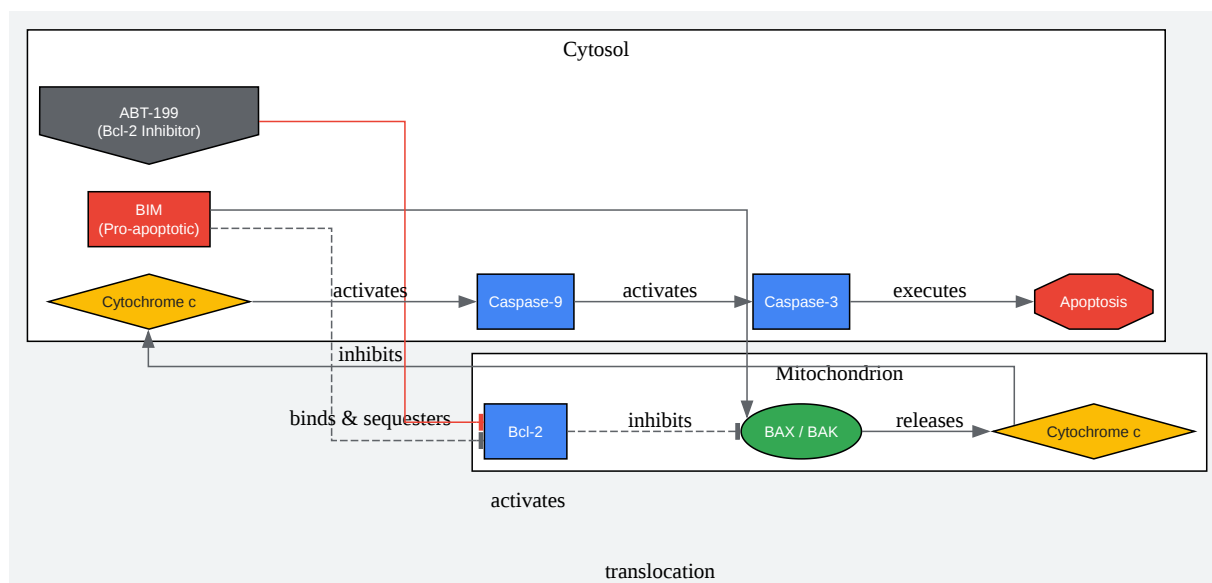 Cytosol
ABT-199
(Bcl-2 Inhibitor)
BIM
(Pro-apoptotic)
Cytochrome c
activates
Caspase-9
activates
Caspase-3
executes
Apoptosis
inhibits
Mitochondrion
binds & sequesters
Bcl-2
inhibits
BAX / BAK
releases
Cytochrome c
activates
translocation